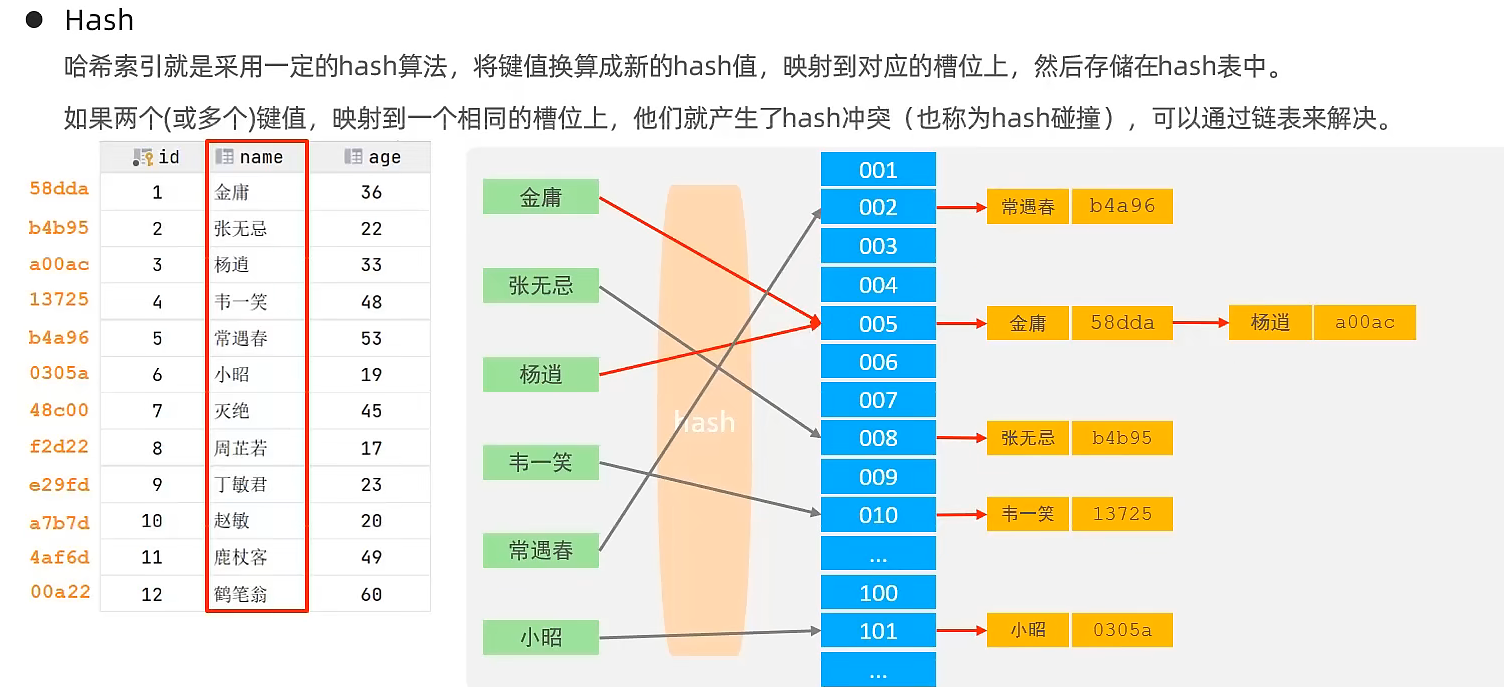 ● Hash
哈希索引就是采用一定的hash算法，将键值换算成新的hash值，映射到对应的槽位上，然后存储在hash表中。
如果两个(或多个)键值，映射到一个相同的槽位上，他们就产生了hash冲突（也称为hash碰撞），可以通过链表来解决。
id name age
58dda 1 金庸 36
b4b95 2 张无忌 22
a00ac 3 杨逍 33
13725 4 韦一笑 48
b4a96 5 常遇春 53
0305a 6 小昭 19
48c00 7 灭绝 45
f2d22 8 周芷若 17
e29fd 9 丁敏君 23
a7b7d 10 赵敏 20
4af6d 11 鹿杖客 49
00a22 12 鹤笔翁 60
金庸
张无忌
杨逍
韦一笑
常遇春
小昭
hash
001
002 常遇春 b4a96
003
004
005 金庸 58dda 杨逍 a00ac
006
007
008 张无忌 b4b95
009
010 韦一笑 13725
...
100
101 小昭 0305a
...